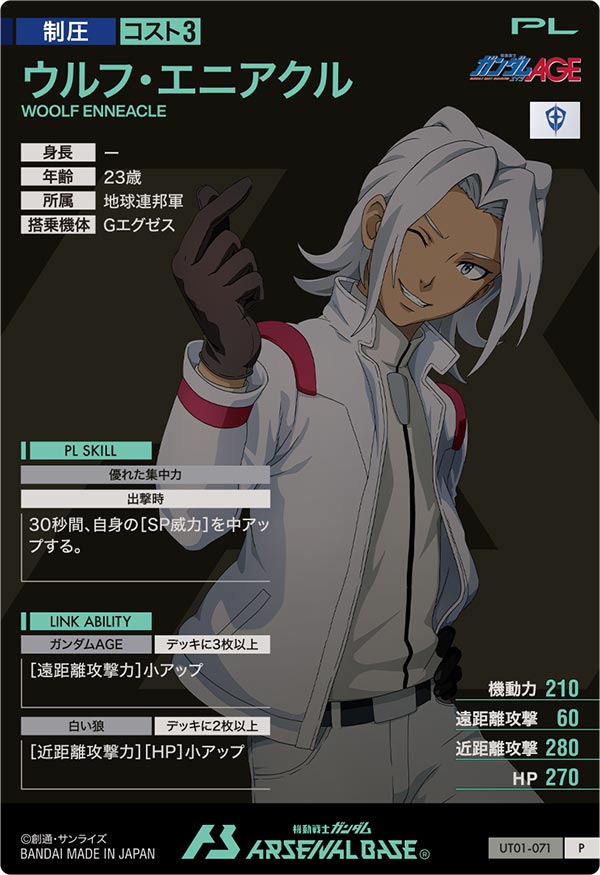 制圧 コスト3
PL
ウルフ・エニアクル
WOOLF ENNEACLE
機動戦士
ガンダムAGE
MOBILE SUIT GUNDAM AGE
身長 ー
年齢 23歳
所属 地球連邦軍
搭乗機体 Gエグゼス
PL SKILL
優れた集中力
出撃時
30秒間、自身の[SP威力]を中アッ
プする。
LINK ABILITY
ガンダムAGE デッキに3枚以上
[遠距離攻撃力]小アップ
白い狼 デッキに2枚以上
[近距離攻撃力][HP]小アップ
機動力 210
遠距離攻撃 60
近距離攻撃 280
HP 270
©創通・サンライズ
BANDAI MADE IN JAPAN
機動戦士ガンダム
ARSENAL BASE®
UT01-071 P